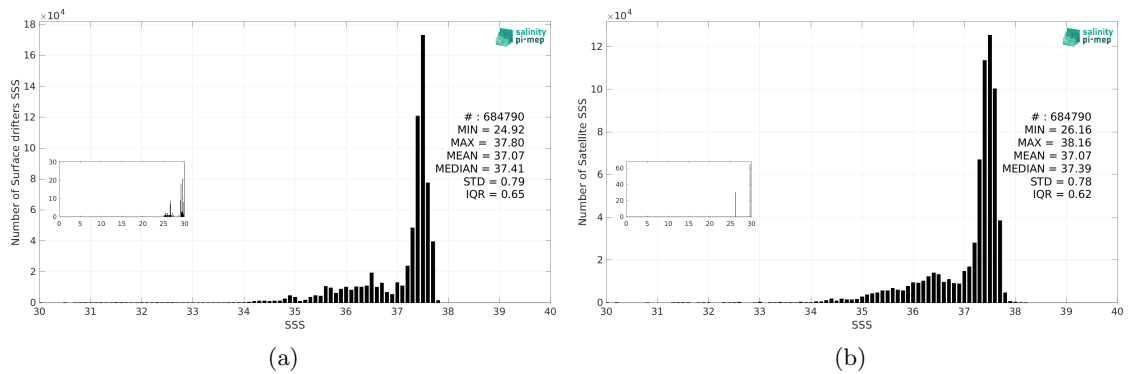 ×10⁴
18
16
14
12
10
8
6
4
2
0
Number of Surface drifters SSS
salinity
pi-mep
# : 684790
MIN = 24.92
MAX = 37.80
MEAN = 37.07
MEDIAN = 37.41
STD = 0.79
IQR = 0.65
30
20
10
0
0 5 10 15 20 25 30
30 31 32 33 34 35 36 37 38 39 40
SSS
(a)
×10⁴
12
10
8
6
4
2
0
Number of Satellite SSS
salinity
pi-mep
# : 684790
MIN = 26.16
MAX = 38.16
MEAN = 37.07
MEDIAN = 37.39
STD = 0.78
IQR = 0.62
60
40
20
0
0 5 10 15 20 25 30
30 31 32 33 34 35 36 37 38 39 40
SSS
(b)